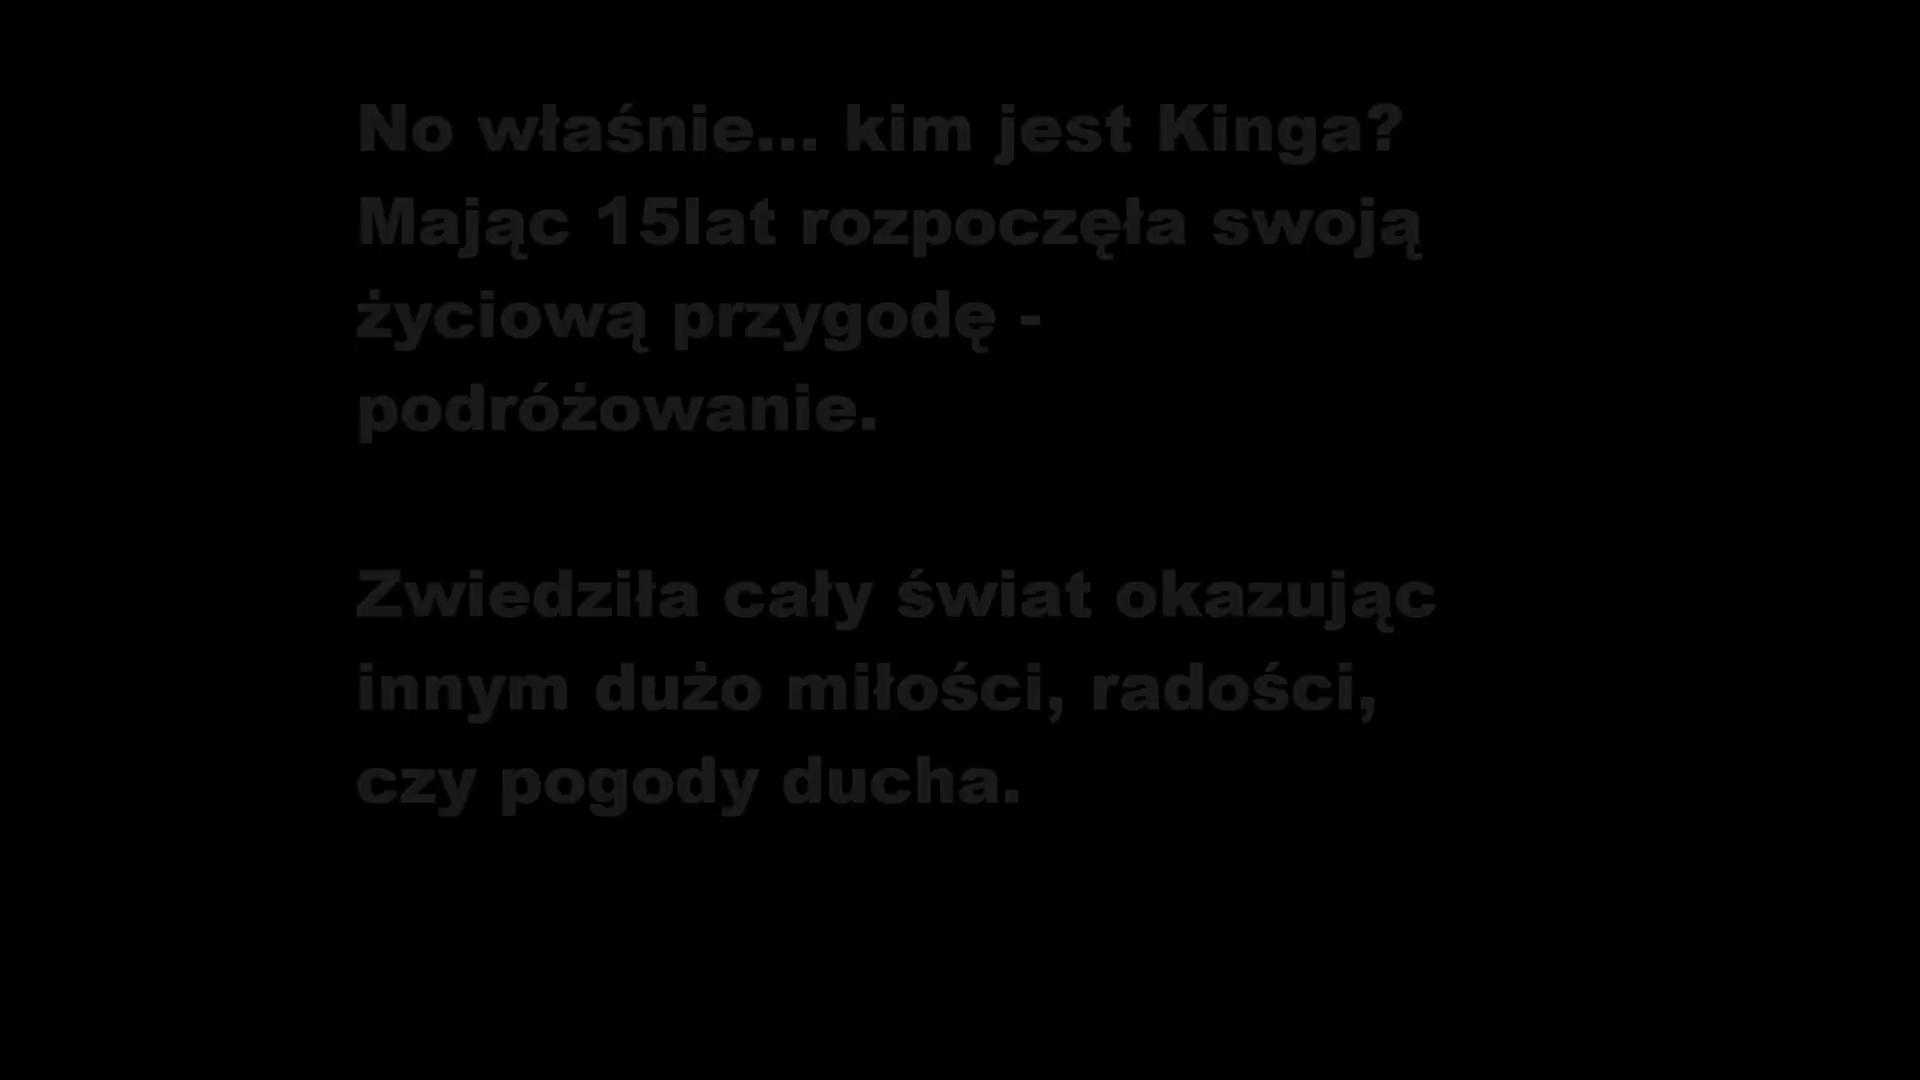 No właśnie... kim jest Kinga?
Mając 15lat rozpoczęła swoją
życiową przygodę -
podróżowanie.
Zwiedziła cały świat okazując
innym dużo miłości, radości,
czy pogody ducha.